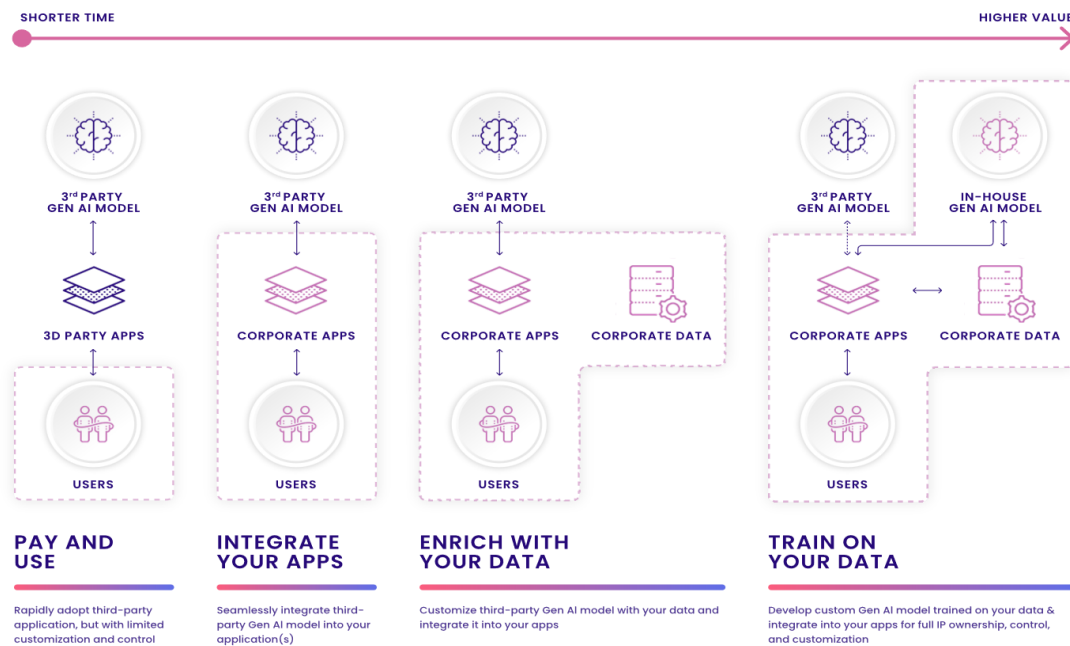 SHORTER TIME
HIGHER VALUE
3rd PARTY
GEN AI MODEL
3rd PARTY
GEN AI MODEL
3rd PARTY
GEN AI MODEL
3rd PARTY
GEN AI MODEL
IN-HOUSE
GEN AI MODEL
3D PARTY APPS
CORPORATE APPS
CORPORATE APPS
CORPORATE DATA
CORPORATE APPS
CORPORATE DATA
USERS
USERS
USERS
USERS
PAY AND
USE
Rapidly adopt third-party
application, but with limited
customization and control
INTEGRATE
YOUR APPS
Seamlessly integrate third-
party Gen AI model into your
application(s)
ENRICH WITH
YOUR DATA
Customize third-party Gen AI model with your data and
integrate it into your apps
TRAIN ON
YOUR DATA
Develop custom Gen AI model trained on your data &
integrate into your apps for full IP ownership, control,
and customization